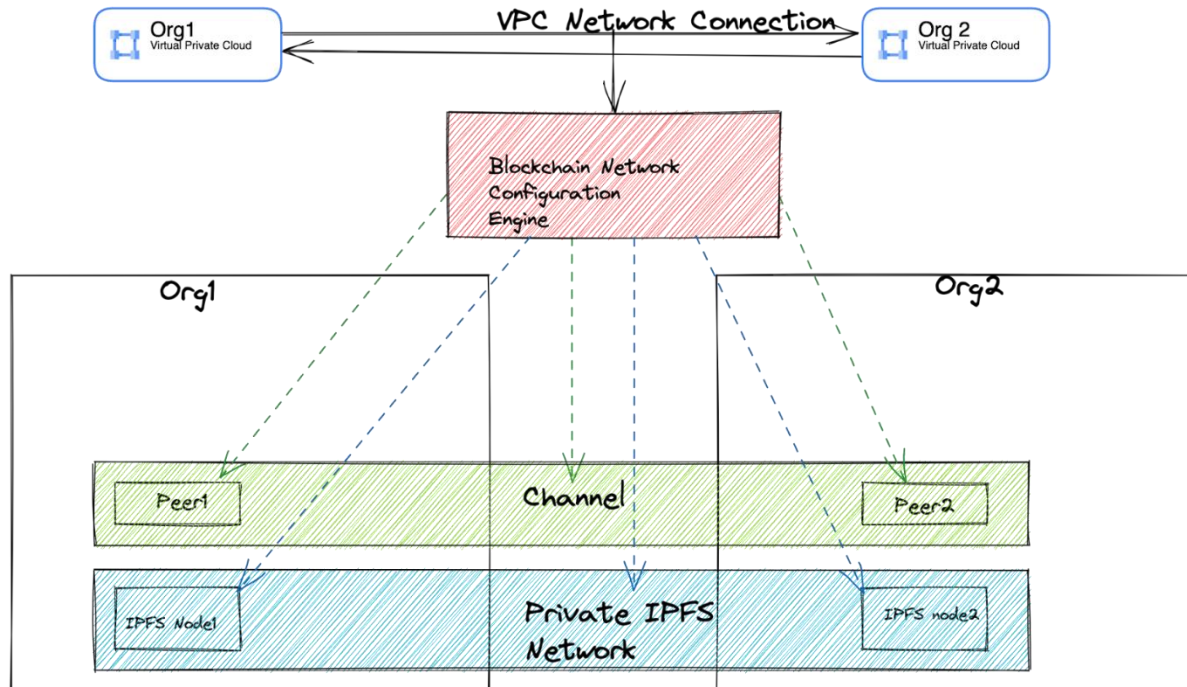 Org1
Virtual Private Cloud
VPC Network Connection
Org 2
Virtual Private Cloud
Blockchain Network
Configuration
Engine
Org1
Org2
Peer1
Channel
Peer2
IPFS Node1
Private IPFS
Network
IPFS node2